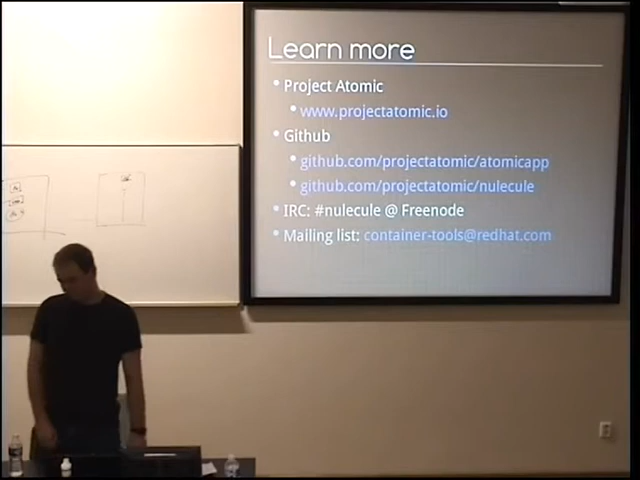 Learn more
Project Atomic
www.projectatomic.io
Github
github.com/projectatomic/atomicapp
github.com/projectatomic/nulecule
IRC: #nulecule @ Freenode
Mailing list: container-tools@redhat.com